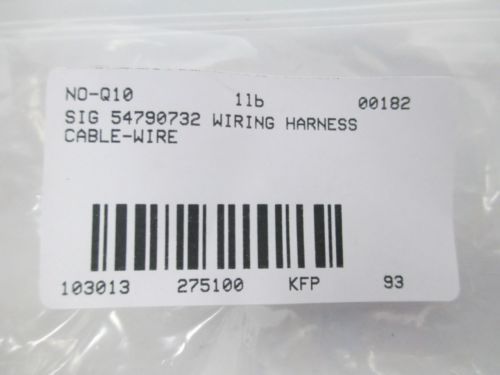 NO-Q10 1lb 00182
SIG 54790732 WIRING HARNESS
CABLE-WIRE
103013 275100 KFP 93